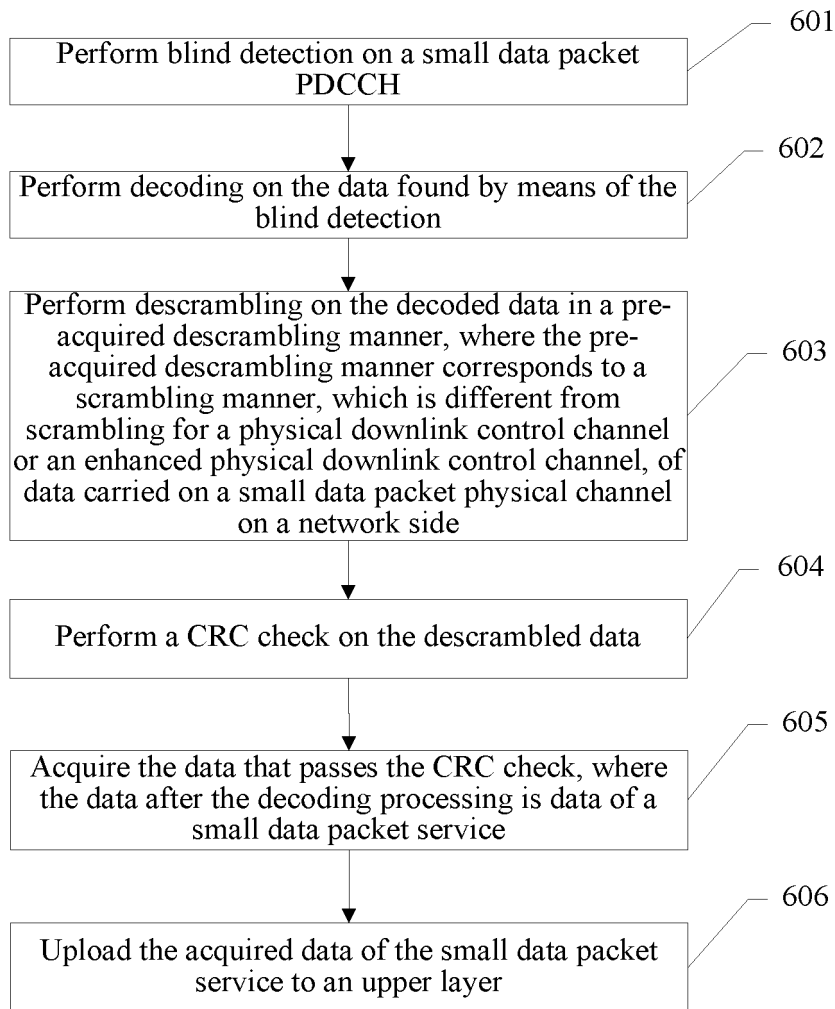 601
Perform blind detection on a small data packet
PDCCH
602
Perform decoding on the data found by means of the
blind detection
Perform descrambling on the decoded data in a pre-
acquired descrambling manner, where the pre-
acquired descrambling manner corresponds to a
scrambling manner, which is different from
scrambling for a physical downlink control channel
or an enhanced physical downlink control channel, of
data carried on a small data packet physical channel
on a network side
603
604
Perform a CRC check on the descrambled data
605
Acquire the data that passes the CRC check, where
the data after the decoding processing is data of a
small data packet service
606
Upload the acquired data of the small data packet
service to an upper layer